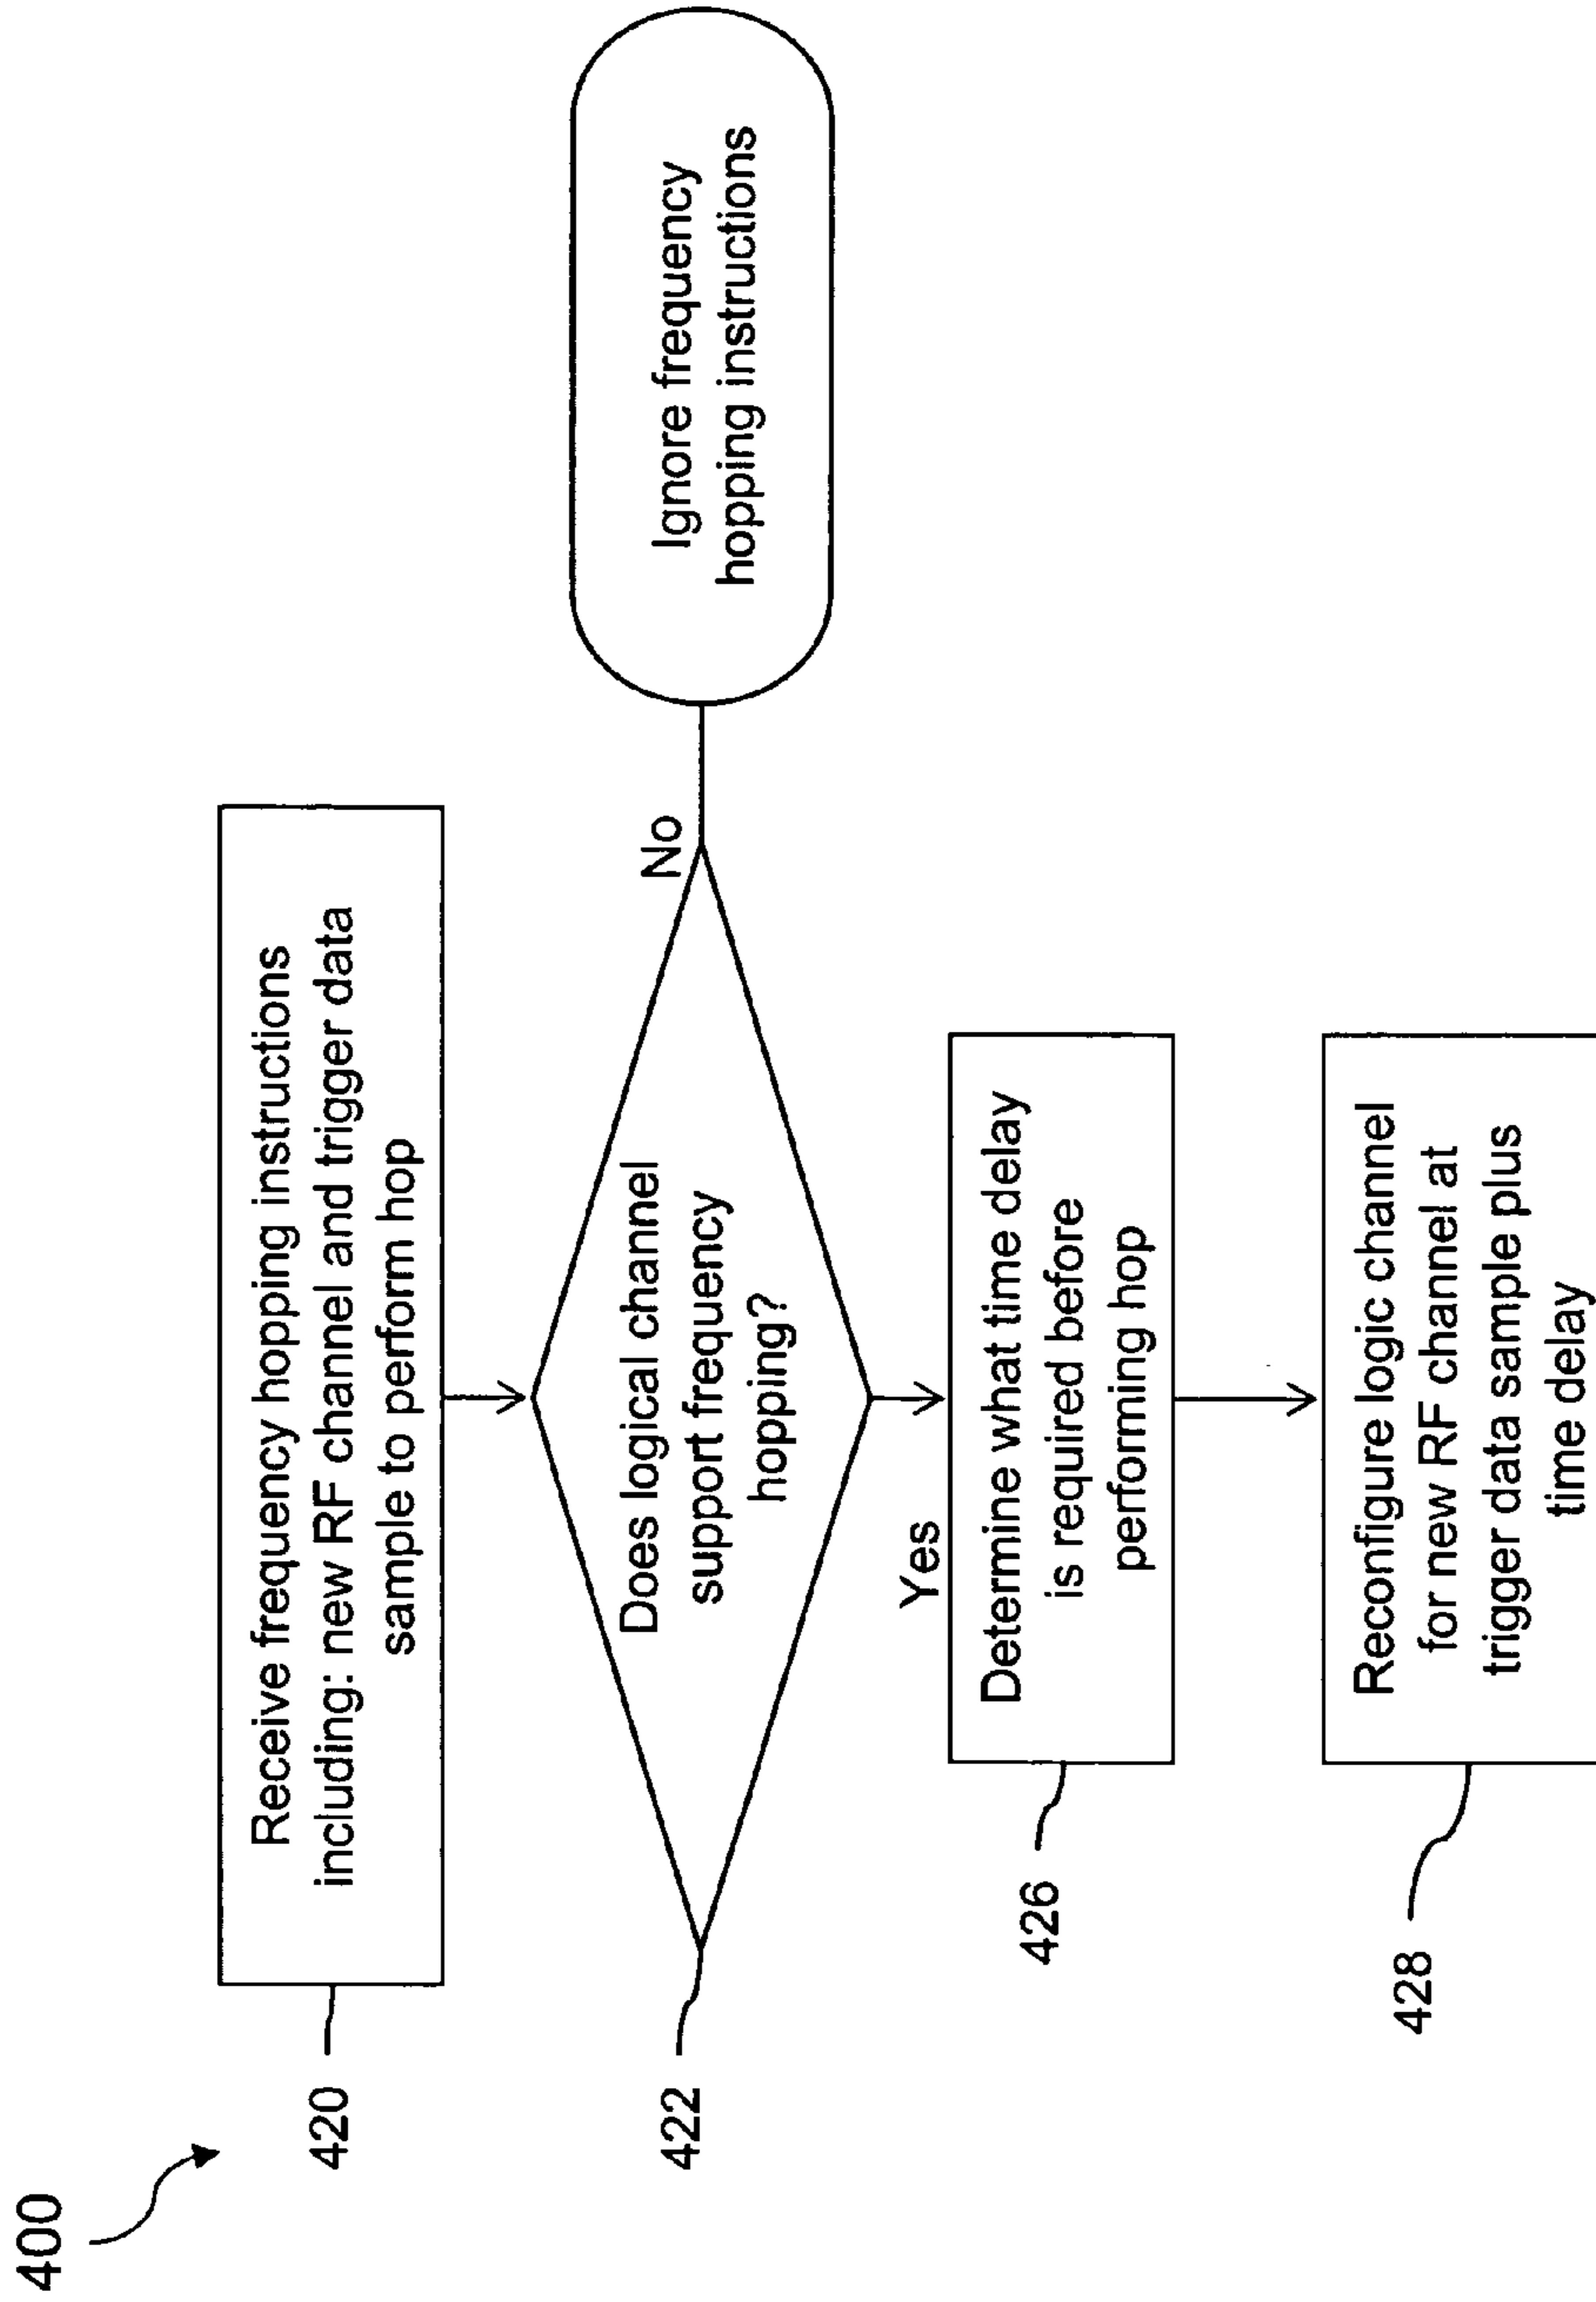 400
420
Receive frequency hopping instructions
including: new RF channel and trigger data
sample to perform hop
422
Does logical channel
support frequency
hopping?
No
Ignore frequency
hopping instructions
Yes
426
Determine what time delay
is required before
performing hop
428
Reconfigure logic channel
for new RF channel at
trigger data sample plus
time delay